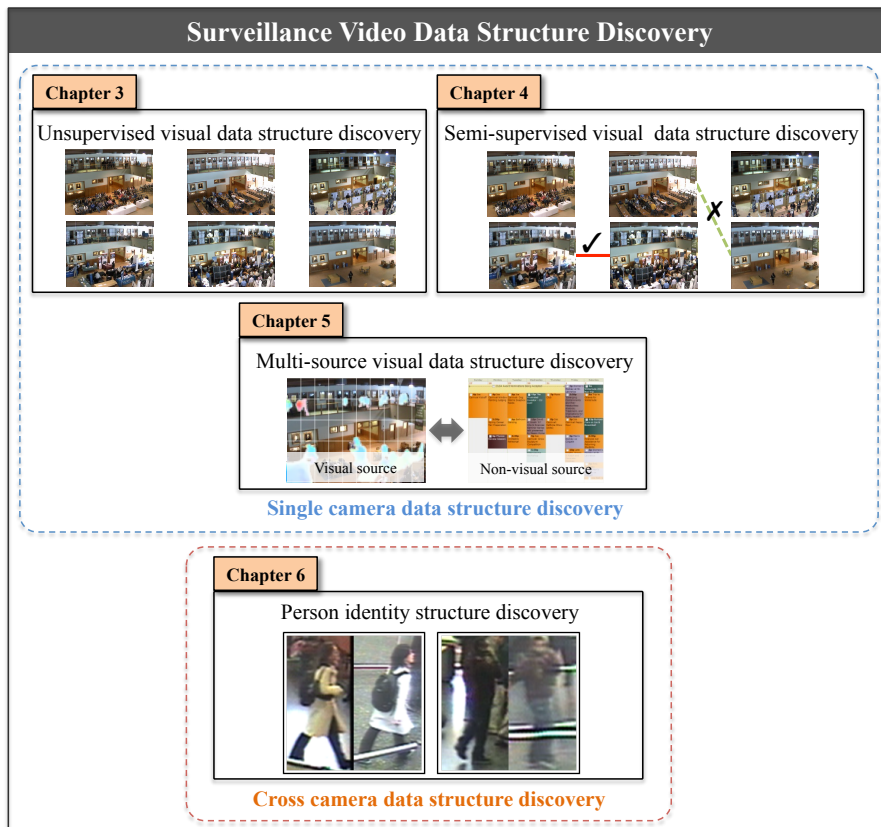 Surveillance Video Data Structure Discovery
Chapter 3
Unsupervised visual data structure discovery
Chapter 4
Semi-supervised visual data structure discovery
✓
✗
Chapter 5
Multi-source visual data structure discovery
Visual source
Non-visual source
Single camera data structure discovery
Chapter 6
Person identity structure discovery
Cross camera data structure discovery